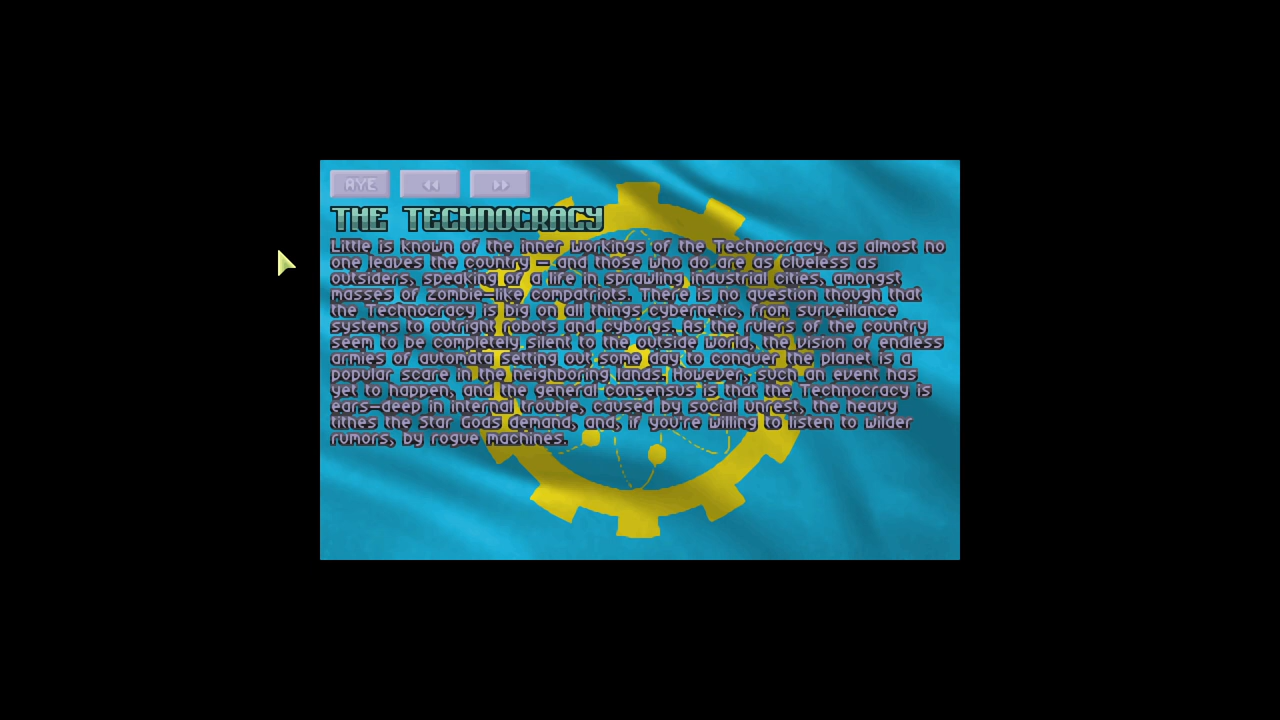 AYE
THE TECHNOCRACY
Little is known of the inner workings of the Technocracy, as almost no
one leaves the country — and those who do are as clueless as
outsiders, speaking of a life in sprawling industrial cities, amongst
masses of zombie-like compatriots. There is no question though that
the Technocracy is big on all things cybernetic, from surveillance
systems to outright robots and cyborgs. As the rulers of the country
seem to be completely silent to the outside world, the vision of endless
armies of automata setting out some day to conquer the planet is a
popular scare in the neighboring lands. However, such an event has
yet to happen, and the general consensus is that the Technocracy is
ears-deep in internal trouble, caused by social unrest, the heavy
tithes the Star Gods demand, and, if you're willing to listen to wilder
rumors, by rogue machines.